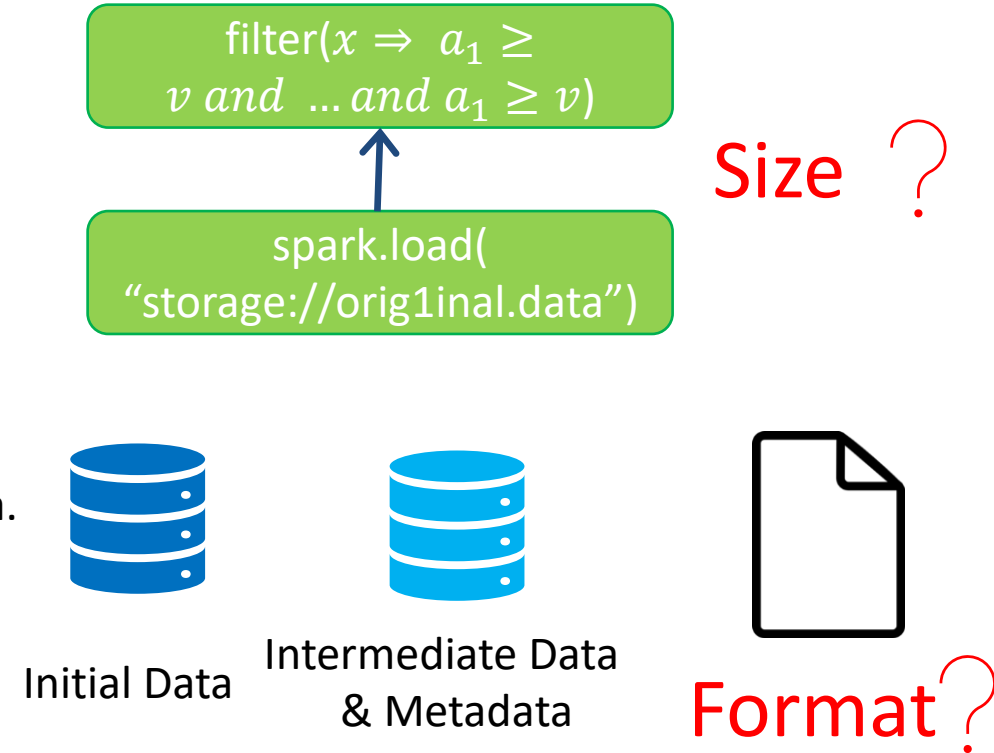 filter(𝑥 ⇒ 𝑎₁ ≥
𝑣 𝑎𝑛𝑑 … 𝑎𝑛𝑑 𝑎₁ ≥ 𝑣)
Size ?
spark.load(
“storage://orig1inal.data”)
Initial Data
Intermediate Data
& Metadata
Format?